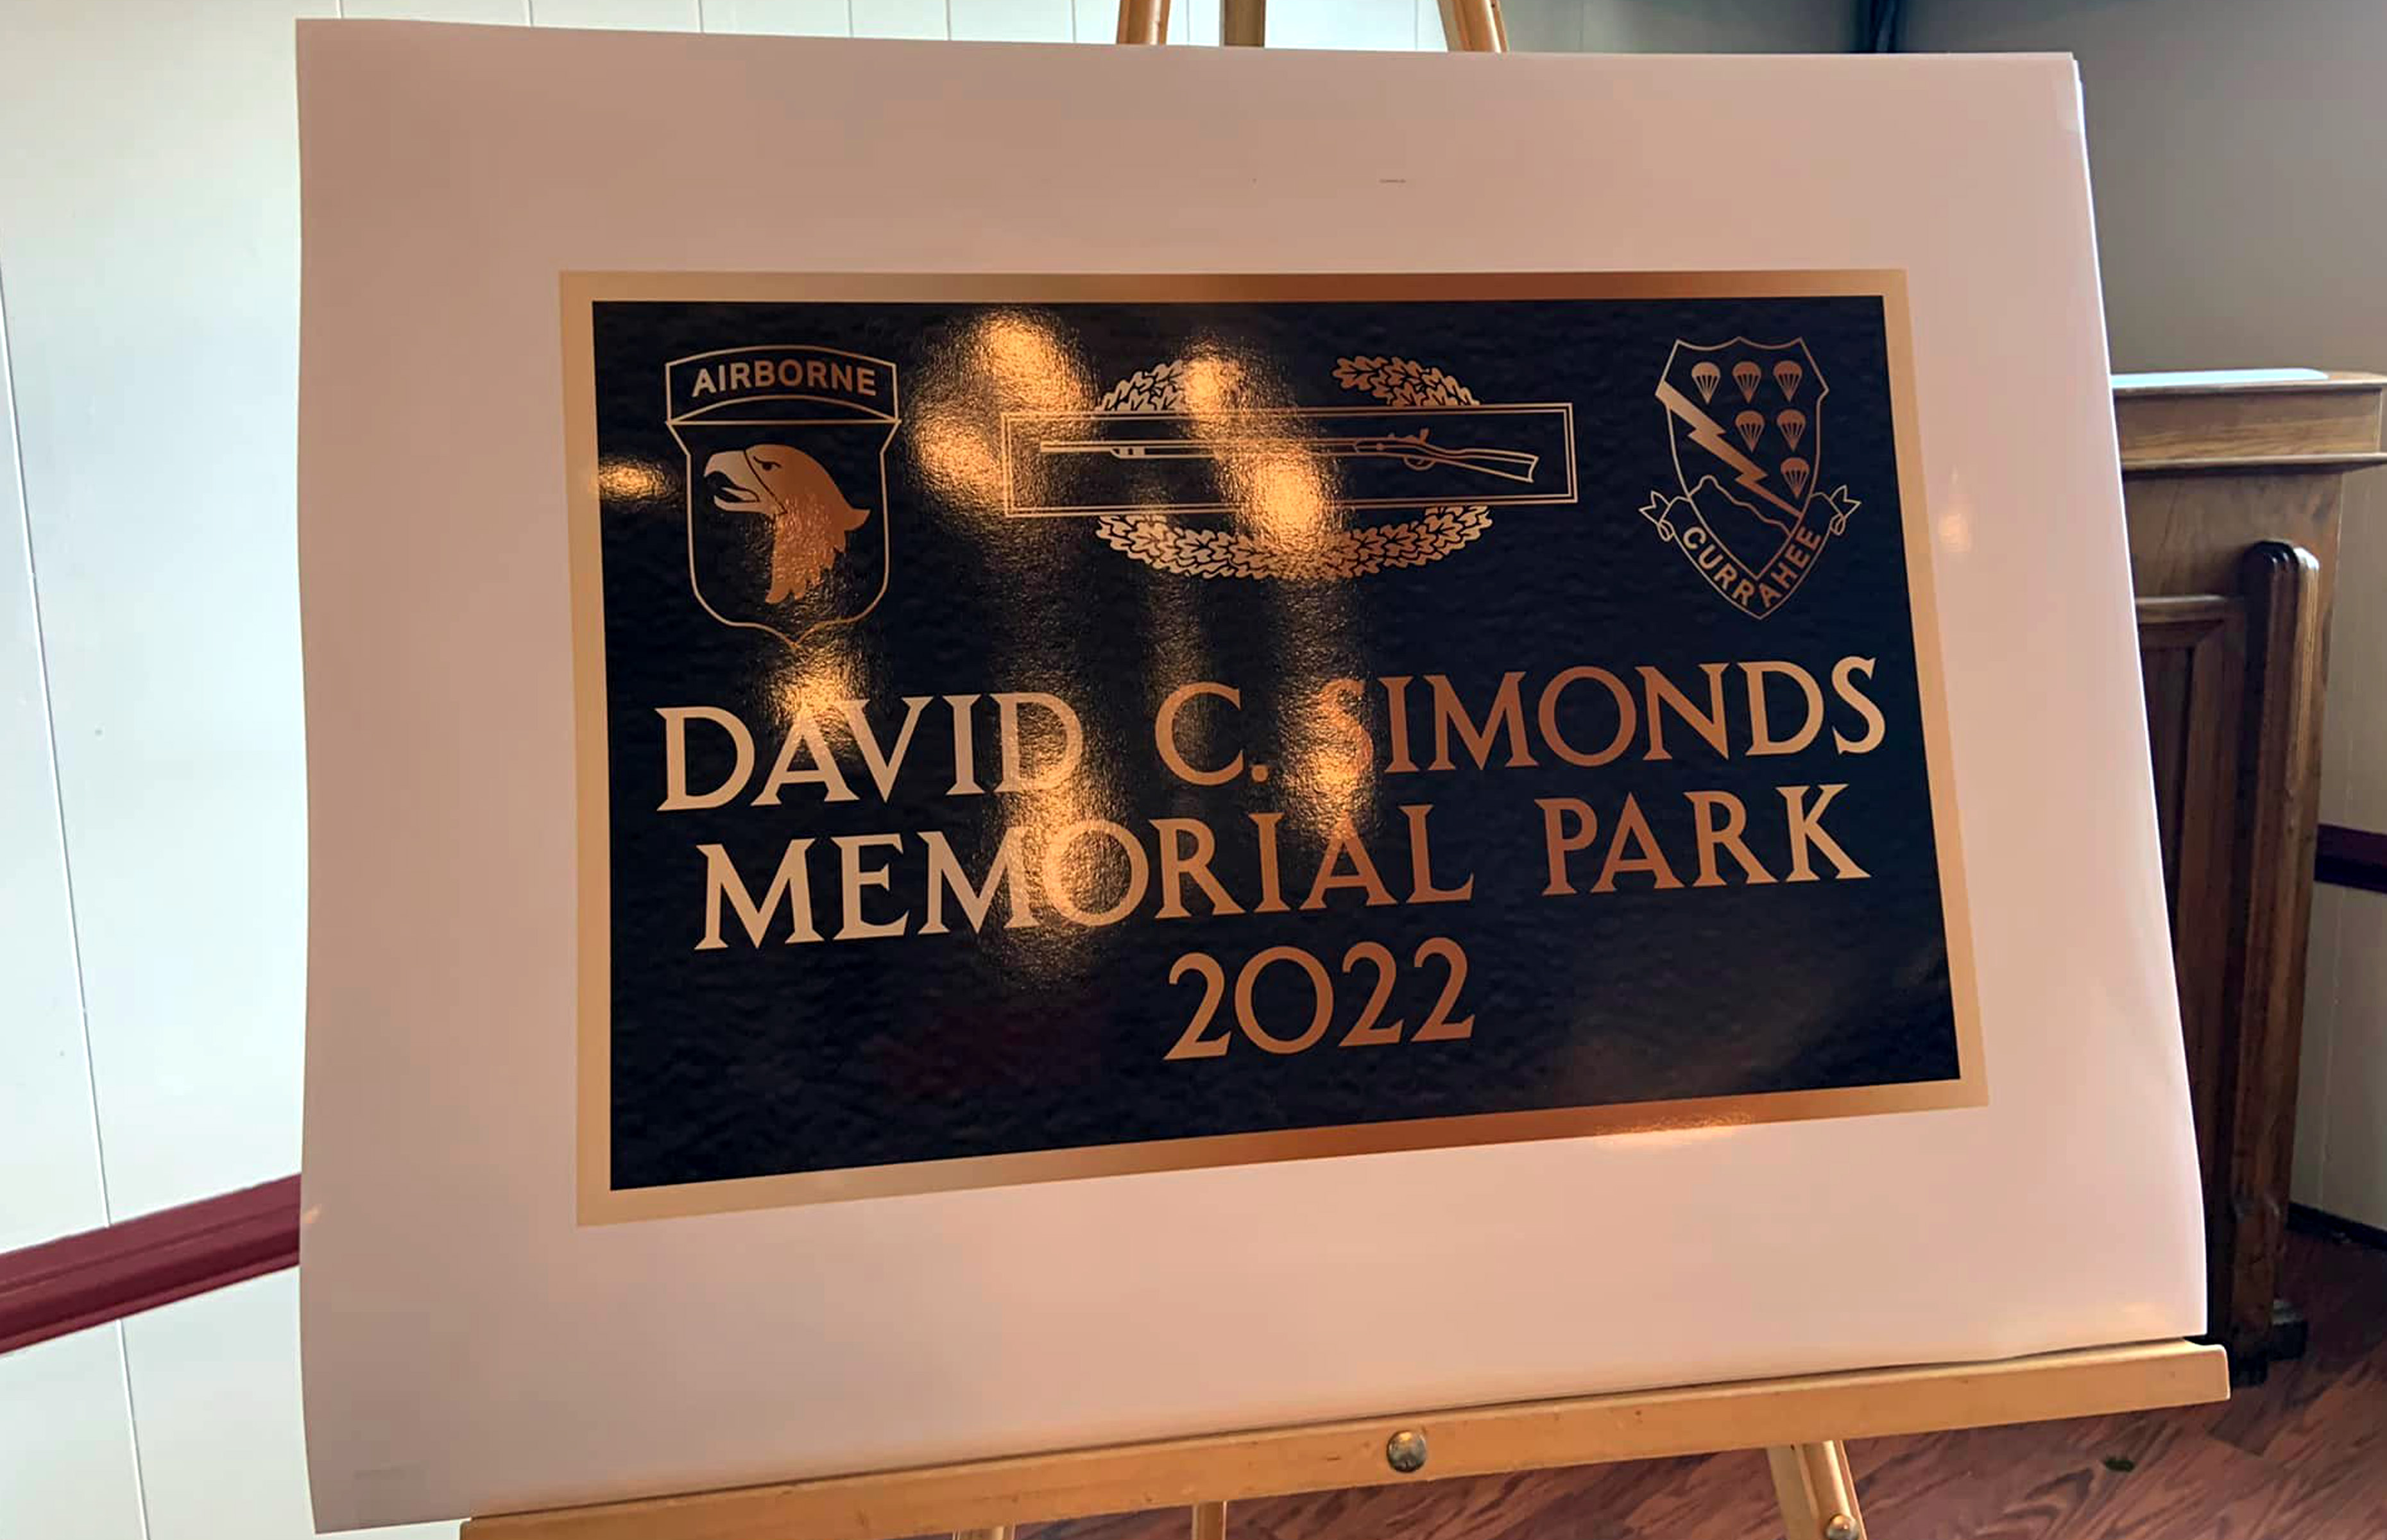 AIRBORNE
CURRAHEE
DAVID C. SIMONDS
MEMORIAL PARK
2022